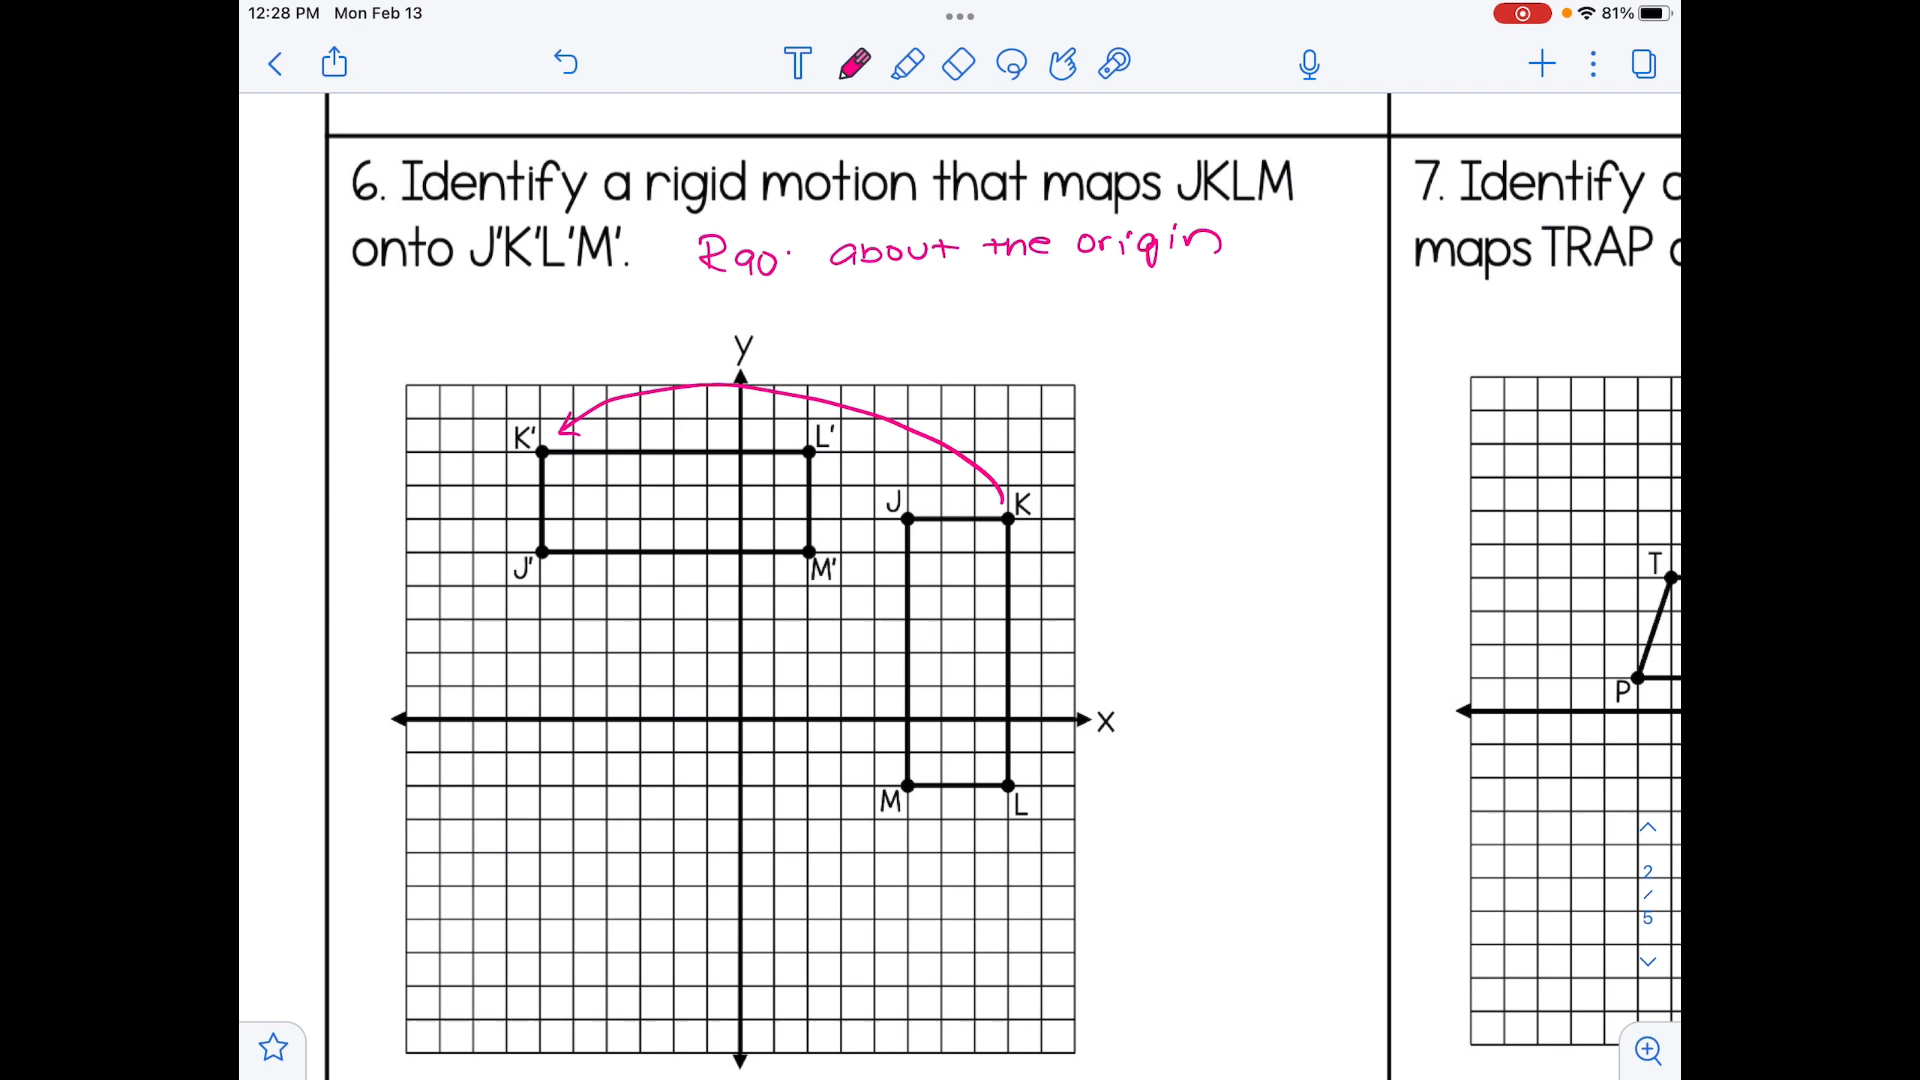 12:28 PM Mon Feb 13
81%
T
6. Identify a rigid motion that maps JKLM
onto J'K'L'M'.
R90° about the origin
y
K'
L'
J
K
J'
M'
x
M
L
7. Identify
maps TRAP
T
P
2
/
5